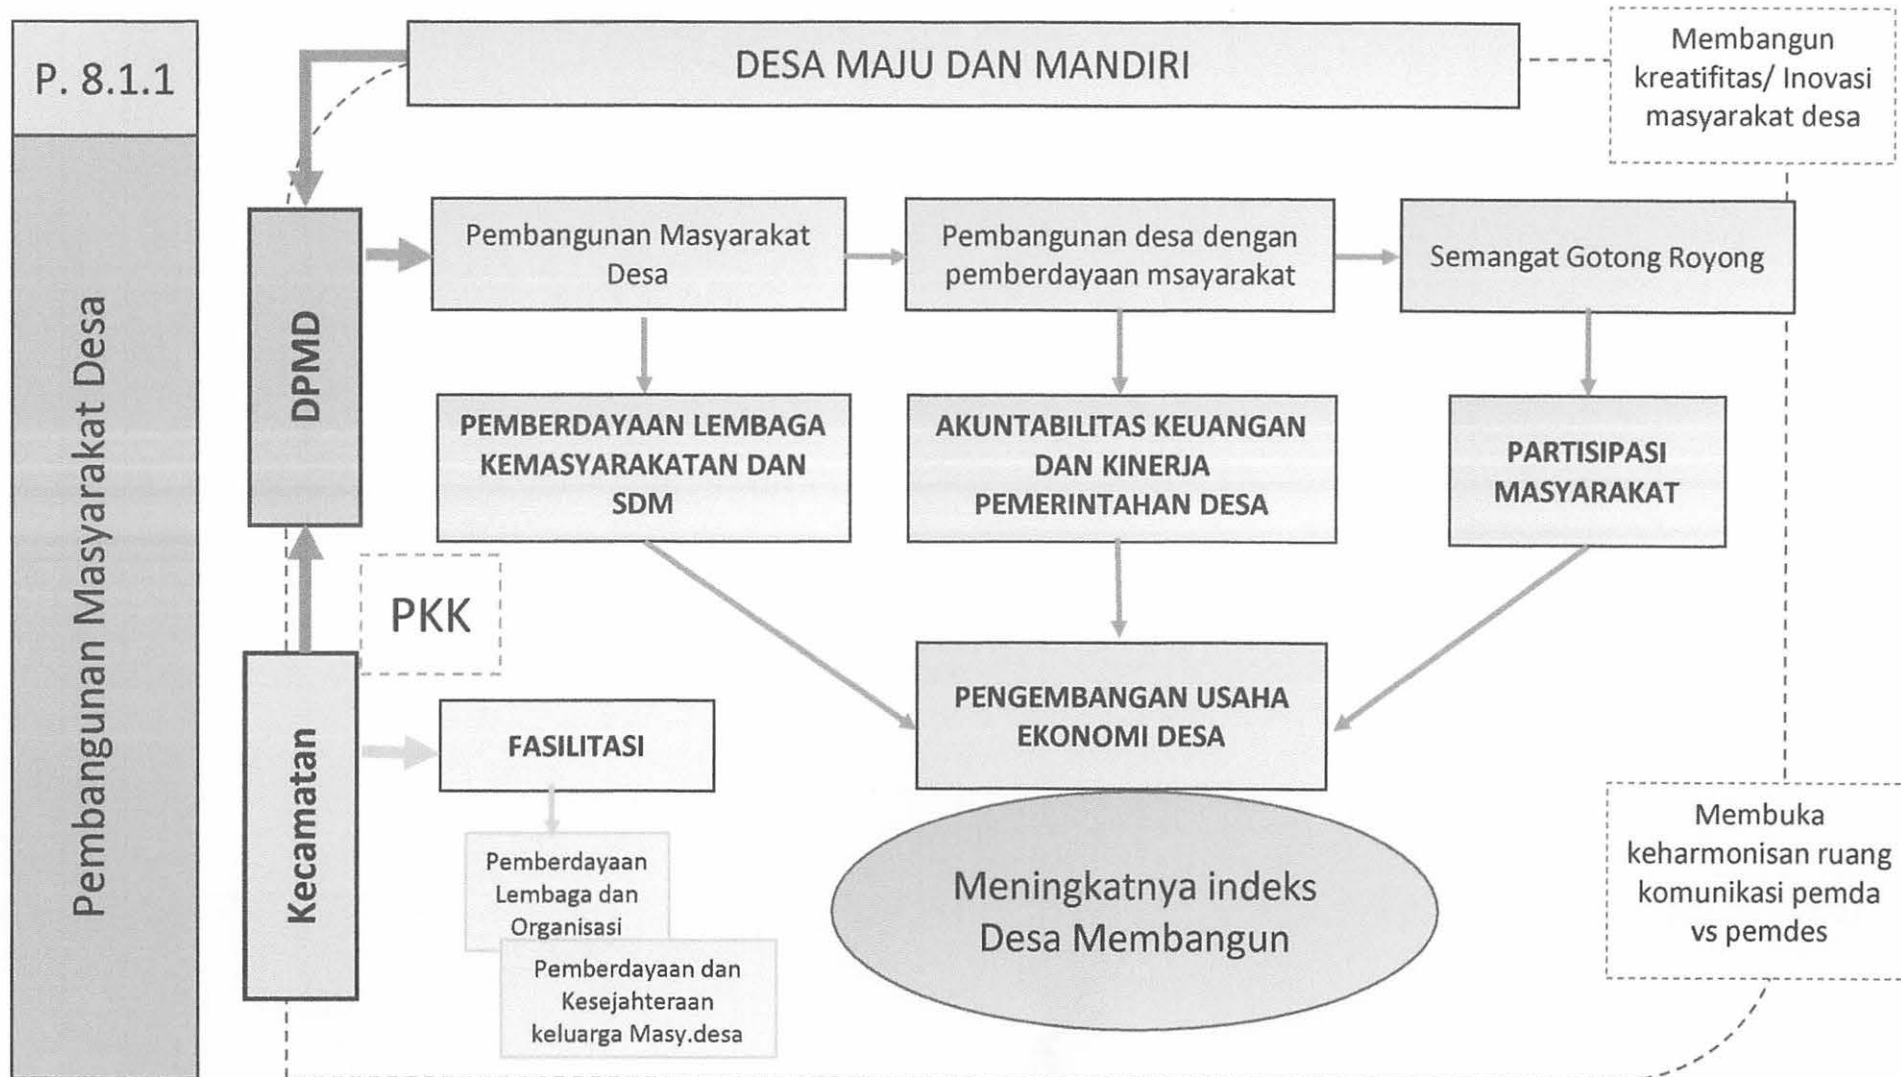 P. 8.1.1
Pembangunan Masyarakat Desa
DESA MAJU DAN MANDIRI
Membangun
kreatifitas/ Inovasi
masyarakat desa
DPMD
Pembangunan Masyarakat
Desa
Pembangunan desa dengan
pemberdayaan msayarakat
Semangat Gotong Royong
PEMBERDAYAAN LEMBAGA
KEMASYARAKATAN DAN
SDM
AKUNTABILITAS KEUANGAN
DAN KINERJA
PEMERINTAHAN DESA
PARTISIPASI
MASYARAKAT
PKK
Kecamatan
FASILITASI
PENGEMBANGAN USAHA
EKONOMI DESA
Pemberdayaan
Lembaga dan
Organisasi
Pemberdayaan dan
Kesejahteraan
keluarga Masy.desa
Meningkatnya indeks
Desa Membangun
Membuka
keharmonisan ruang
komunikasi pemda
vs pemdes